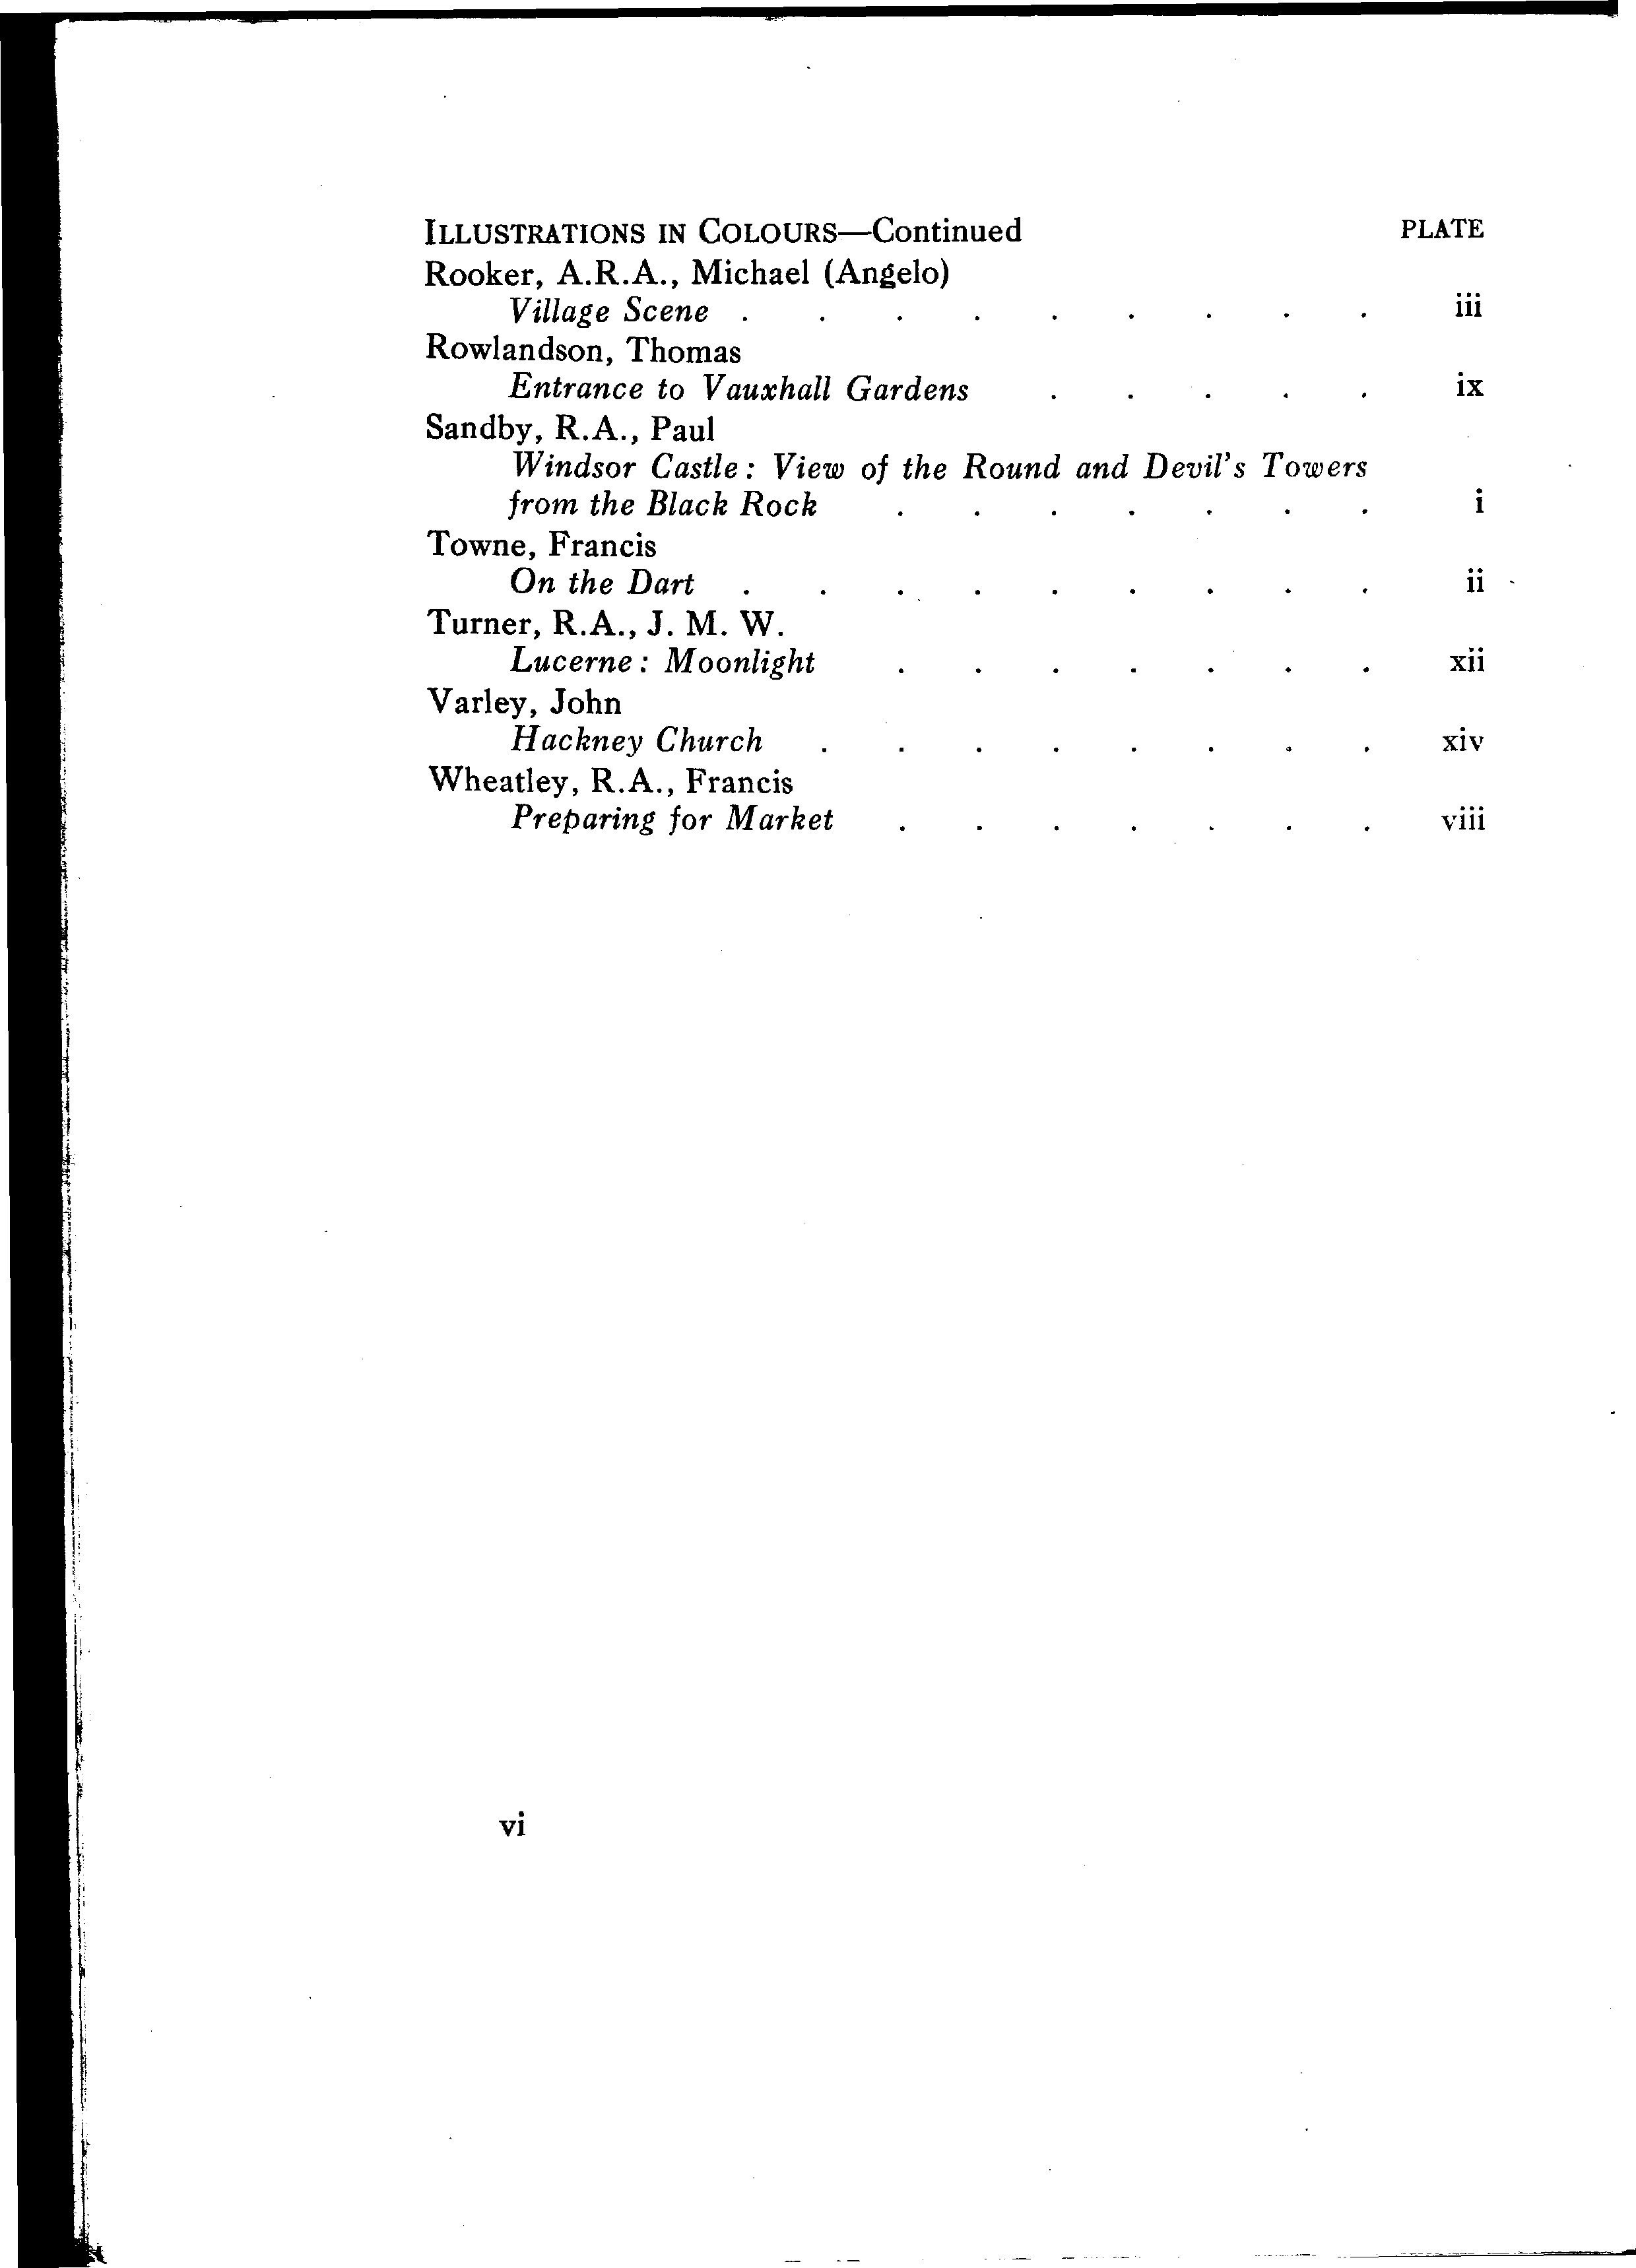 ILLUSTRATIONS IN COLOURS—Continued PLATE
Rooker, A.R.A., Michael (Angelo)
Village Scene . . . . . . . . . iii
Rowlandson, Thomas
Entrance to Vauxhall Gardens . . . . . ix
Sandby, R.A., Paul
Windsor Castle: View of the Round and Devil's Towers
from the Black Rock . . . . . . . i
Towne, Francis
On the Dart . . . . . . . . . ii
Turner, R.A., J. M. W.
Lucerne: Moonlight . . . . . . . xii
Varley, John
Hackney Church . . . . . . . . xiv
Wheatley, R.A., Francis
Preparing for Market . . . . . . . viii
vi